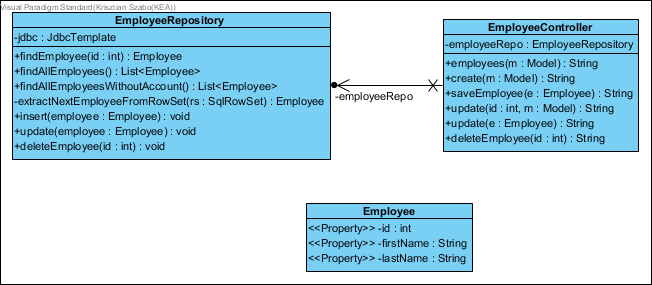 Visual Paradigm Standard(Krisztian Szabo(KEA))
EmployeeRepository
-jdbc : JdbcTemplate
+findEmployee(id : int) : Employee
+findAllEmployees() : List<Employee>
+findAllEmployeesWithoutAccount() : List<Employee>
-extractNextEmployeeFromRowSet(rs : SqlRowSet) : Employee
+insert(employee : Employee) : void
+update(employee : Employee) : void
+deleteEmployee(id : int) : void
-employeeRepo
EmployeeController
-employeeRepo : EmployeeRepository
+employees(m : Model) : String
+create(m : Model) : String
+saveEmployee(e : Employee) : String
+update(id : int, m : Model) : String
+update(e : Employee) : String
+deleteEmployee(id : int) : String
Employee
<<Property>> -id : int
<<Property>> -firstName : String
<<Property>> -lastName : String